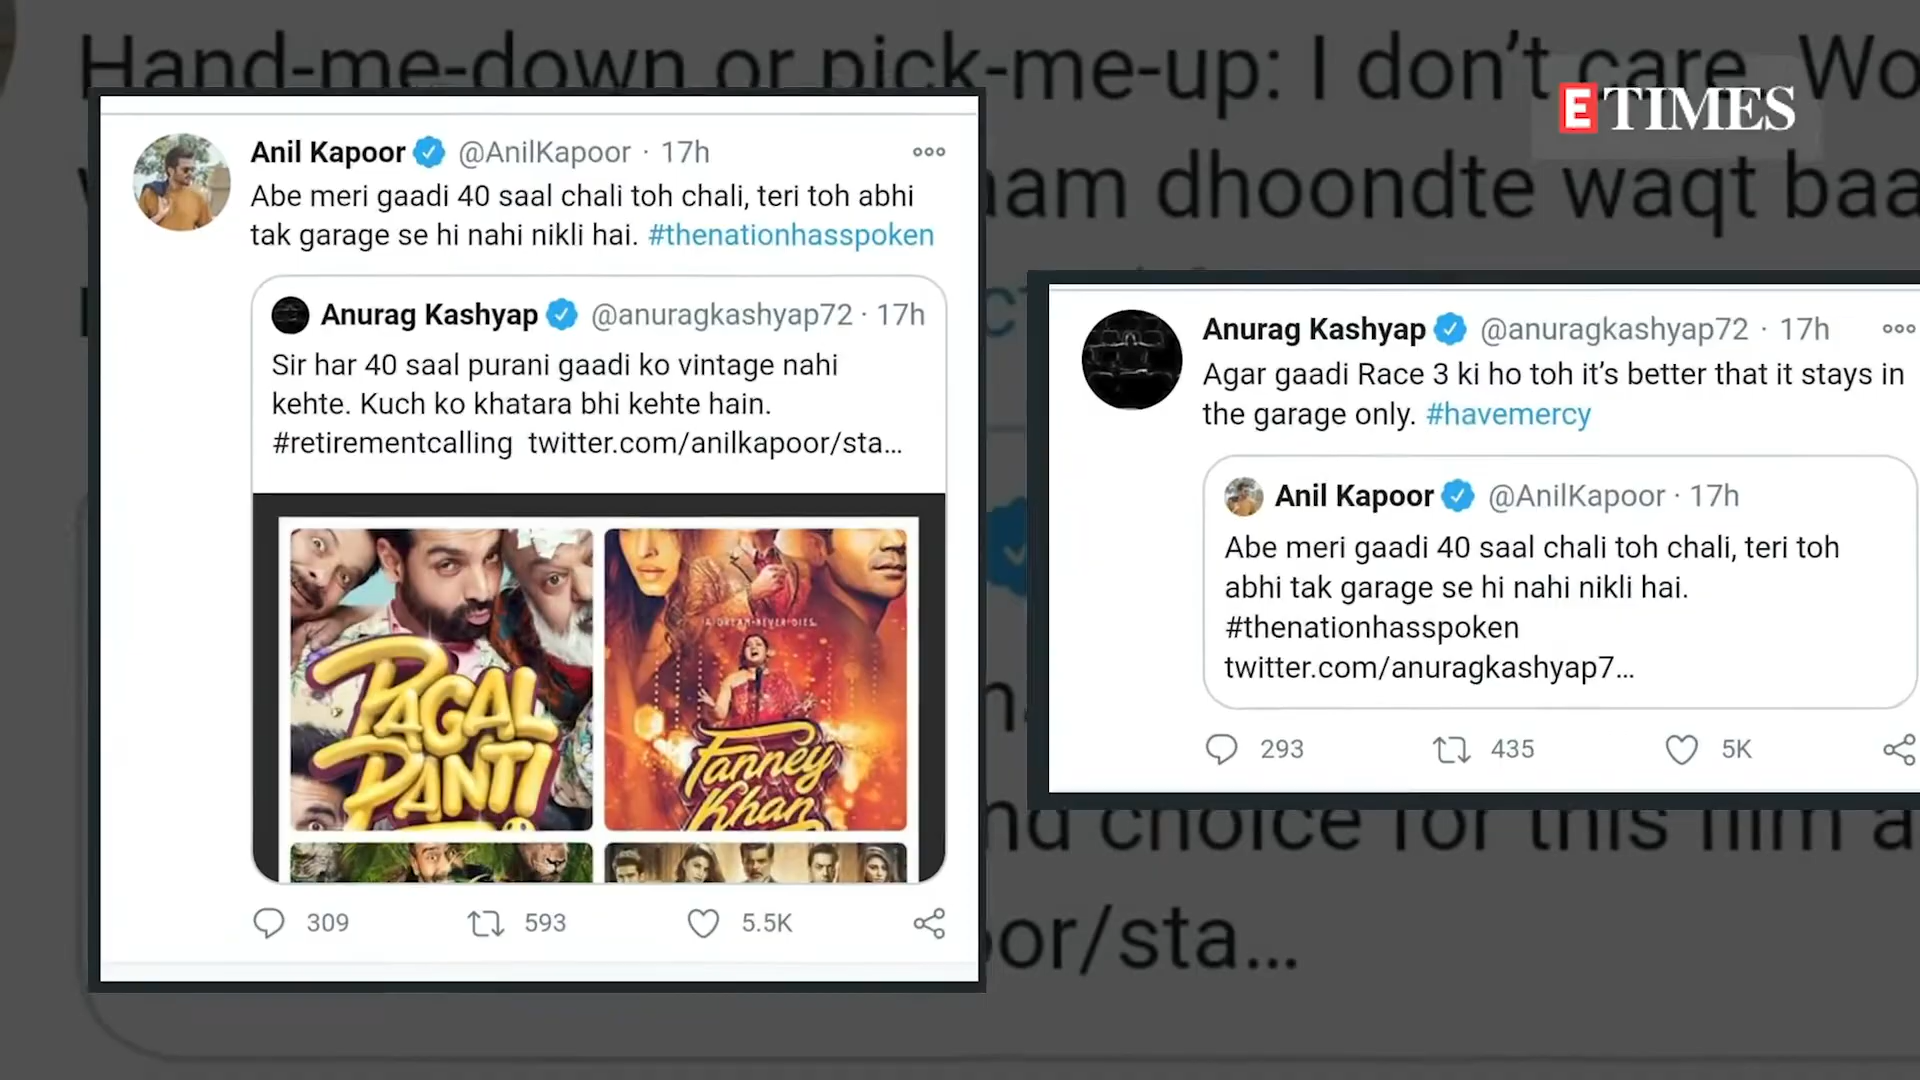 Hand-me-down or pick-me-up: I don't care. Wo
ETIMES
Anil Kapoor @AnilKapoor · 17h
Abe meri gaadi 40 saal chali toh chali, teri toh abhi
tak garage se hi nahi nikli hai. #thenationhasspoken
Anurag Kashyap @anuragkashyap72 · 17h
Sir har 40 saal purani gaadi ko vintage nahi
kehte. Kuch ko khatara bhi kehte hain.
#retirementcalling twitter.com/anilkapoor/sta...
PAGAL
PANTI
A DREAM NEVER DIES.
Fanney
Khan
309 593 5.5K
aam dhoondte waqt baa
Anurag Kashyap @anuragkashyap72 · 17h
Agar gaadi Race 3 ki ho toh it's better that it stays in
the garage only. #havemercy
Anil Kapoor @AnilKapoor · 17h
Abe meri gaadi 40 saal chali toh chali, teri toh
abhi tak garage se hi nahi nikli hai.
#thenationhasspoken
twitter.com/anuragkashyap7...
293 435 5K
nd choice for this film a
oor/sta...